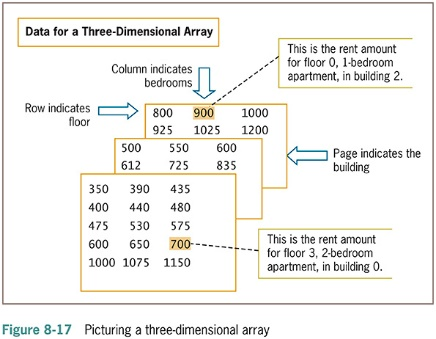 Data for a Three-Dimensional Array
This is the rent amount
for floor 0, 1-bedroom
apartment, in building 2.
Column indicates
bedrooms
Row indicates
floor
800 900 1000
925 1025 1200
500 550 600
612 725 835
Page indicates the
building
350 390 435
400 440 480
475 530 575
600 650 700
1000 1075 1150
This is the rent amount
for floor 3, 2-bedroom
apartment, in building 0.
Figure 8-17 Picturing a three-dimensional array